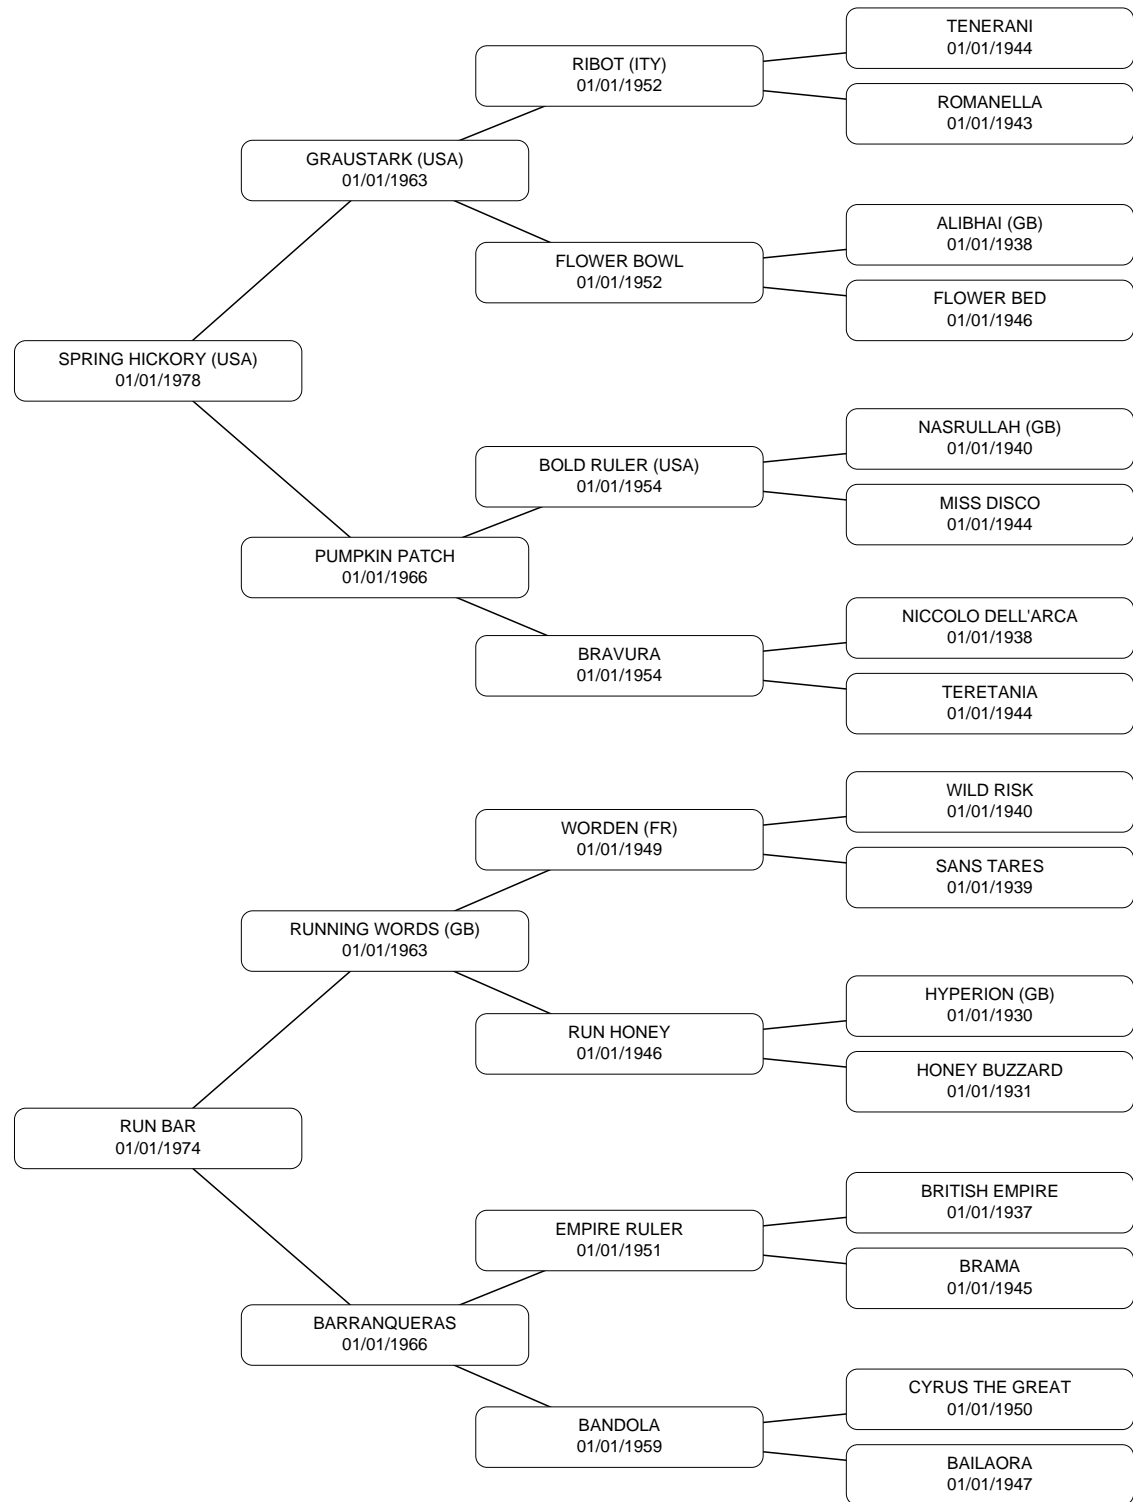 TENERANI
01/01/1944
RIBOT (ITY)
01/01/1952
ROMANELLA
01/01/1943
GRAUSTARK (USA)
01/01/1963
ALIBHAI (GB)
01/01/1938
FLOWER BOWL
01/01/1952
FLOWER BED
01/01/1946
SPRING HICKORY (USA)
01/01/1978
NASRULLAH (GB)
01/01/1940
BOLD RULER (USA)
01/01/1954
MISS DISCO
01/01/1944
PUMPKIN PATCH
01/01/1966
NICCOLO DELL'ARCA
01/01/1938
BRAVURA
01/01/1954
TERETANIA
01/01/1944
WILD RISK
01/01/1940
WORDEN (FR)
01/01/1949
SANS TARES
01/01/1939
RUNNING WORDS (GB)
01/01/1963
HYPERION (GB)
01/01/1930
RUN HONEY
01/01/1946
HONEY BUZZARD
01/01/1931
RUN BAR
01/01/1974
BRITISH EMPIRE
01/01/1937
EMPIRE RULER
01/01/1951
BRAMA
01/01/1945
BARRANQUERAS
01/01/1966
CYRUS THE GREAT
01/01/1950
BANDOLA
01/01/1959
BAILAORA
01/01/1947